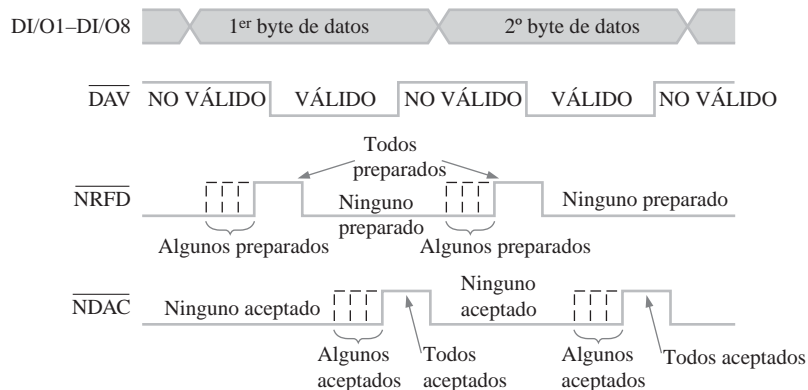 DI/O1–DI/O8 1er byte de datos 2º byte de datos
DAV NO VÁLIDO VÁLIDO NO VÁLIDO VÁLIDO NO VÁLIDO
Todos
preparados
NRFD Ninguno
preparado Ninguno preparado
Algunos preparados Algunos preparados
NDAC Ninguno aceptado Ninguno
aceptado
Algunos
aceptados Todos
aceptados Algunos
aceptados Todos aceptados